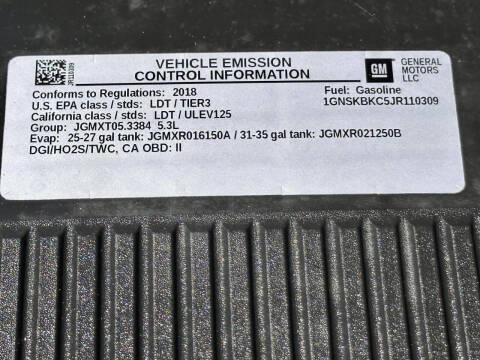 JR110309
VEHICLE EMISSION
CONTROL INFORMATION
GM
GENERAL
MOTORS
LLC
Conforms to Regulations: 2018
Fuel: Gasoline
U.S. EPA class / stds: LDT / TIER3
1GNSKBKC5JR110309
California class / stds: LDT / ULEV125
Group: JGMXT05.3384 5.3L
Evap: 25-27 gal tank: JGMXR016150A / 31-35 gal tank: JGMXR021250B
DGI/HO2S/TWC, CA OBD: II